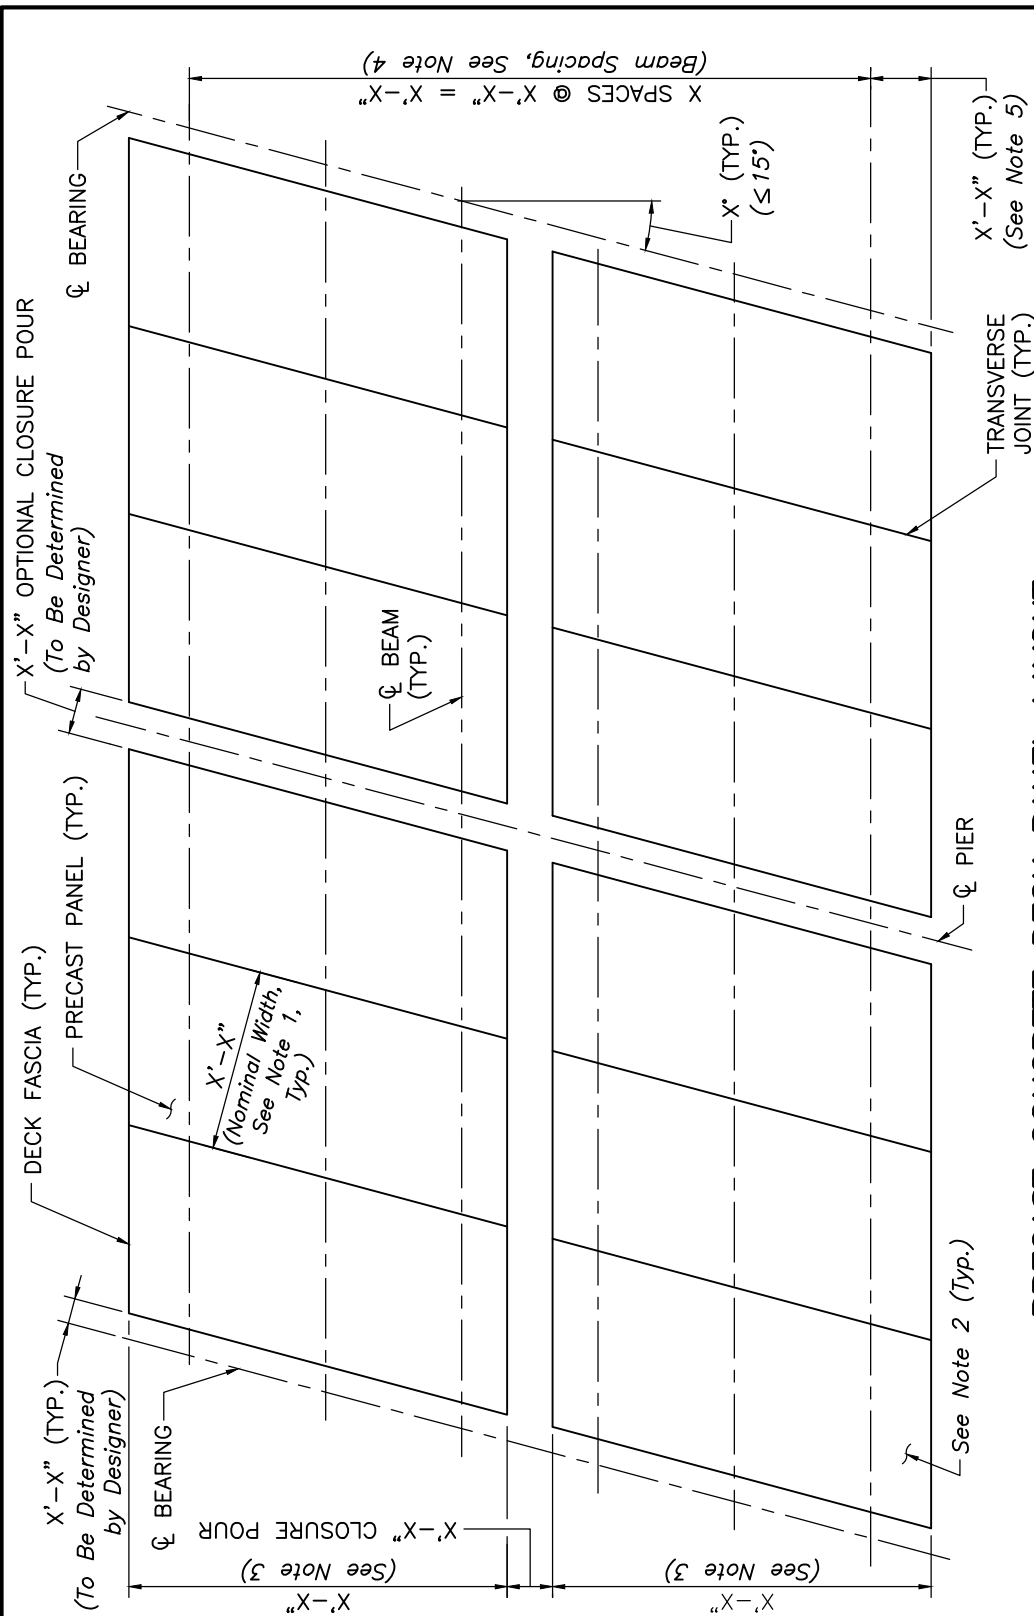 X'-X" OPTIONAL CLOSURE POUR
(To Be Determined
by Designer)
DECK FASCIA (TYP.)
PRECAST PANEL (TYP.)
℄ BEARING
X SPACES @ X'-X" = X'-X"
(Beam Spacing, See Note 4)
X'-X" (TYP.)
(To Be Determined
by Designer)
℄ BEARING
X'-X"
(Nominal Width,
See Note 1,
Typ.)
℄ BEAM
(TYP.)
X° (TYP.)
(≤15°)
X'-X" (TYP.)
(See Note 5)
TRANSVERSE
JOINT (TYP.)
℄ PIER
See Note 2 (Typ.)
X'-X" CLOSURE POUR
X'-X"
(See Note 3)
X'-X"
(See Note 3)